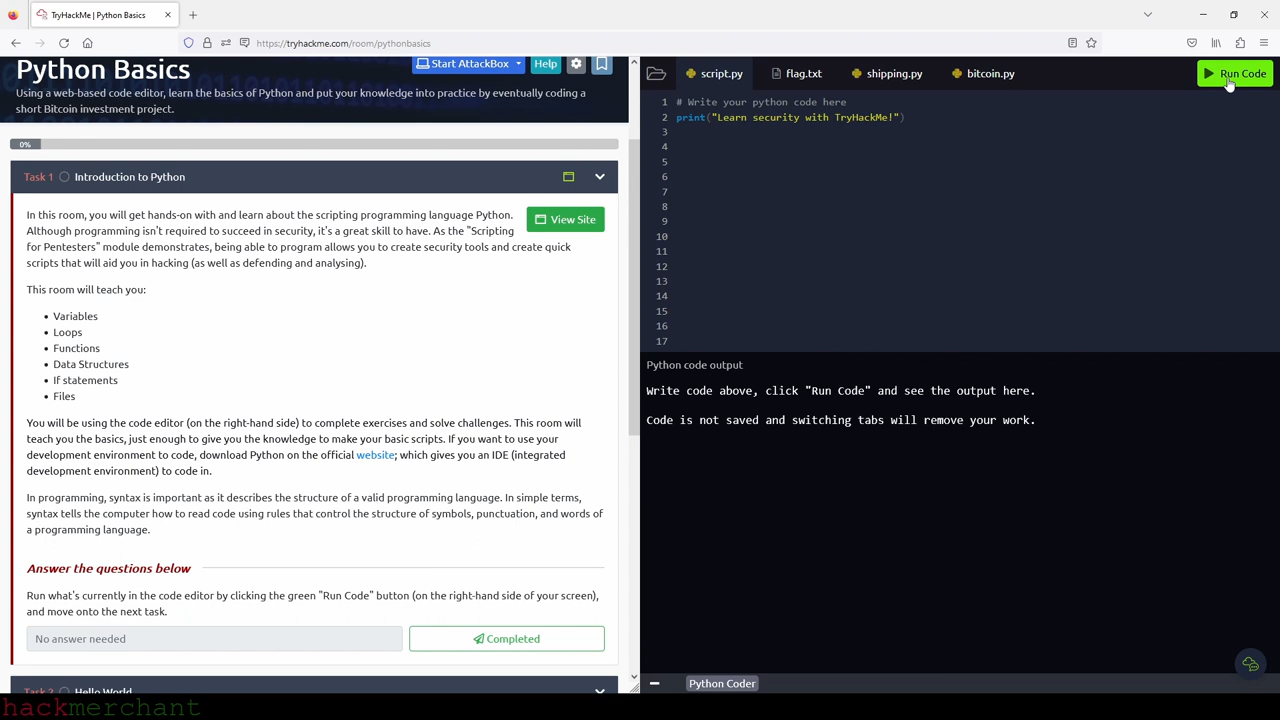 TryHackMe | Python Basics
https://tryhackme.com/room/pythonbasics
Python Basics
Start AttackBox
Help
Using a web-based code editor, learn the basics of Python and put your knowledge into practice by eventually coding a
short Bitcoin investment project.
0%
Task 1 Introduction to Python
In this room, you will get hands-on with and learn about the scripting programming language Python.
Although programming isn't required to succeed in security, it's a great skill to have. As the "Scripting
for Pentesters" module demonstrates, being able to program allows you to create security tools and create quick
scripts that will aid you in hacking (as well as defending and analysing).
View Site
This room will teach you:
• Variables
• Loops
• Functions
• Data Structures
• If statements
• Files
You will be using the code editor (on the right-hand side) to complete exercises and solve challenges. This room will
teach you the basics, just enough to give you the knowledge to make your basic scripts. If you want to use your
development environment to code, download Python on the official website; which gives you an IDE (integrated
development environment) to code in.
In programming, syntax is important as it describes the structure of a valid programming language. In simple terms,
syntax tells the computer how to read code using rules that control the structure of symbols, punctuation, and words of
a programming language.
Answer the questions below
Run what's currently in the code editor by clicking the green "Run Code" button (on the right-hand side of your screen),
and move onto the next task.
No answer needed
Completed
Task 2 Hello World
script.py
flag.txt
shipping.py
bitcoin.py
Run Code
1 # Write your python code here
2 print("Learn security with TryHackMe!")
3
4
5
6
7
8
9
10
11
12
13
14
15
16
17
Python code output
Write code above, click "Run Code" and see the output here.
Code is not saved and switching tabs will remove your work.
Python Coder
hackmerchant